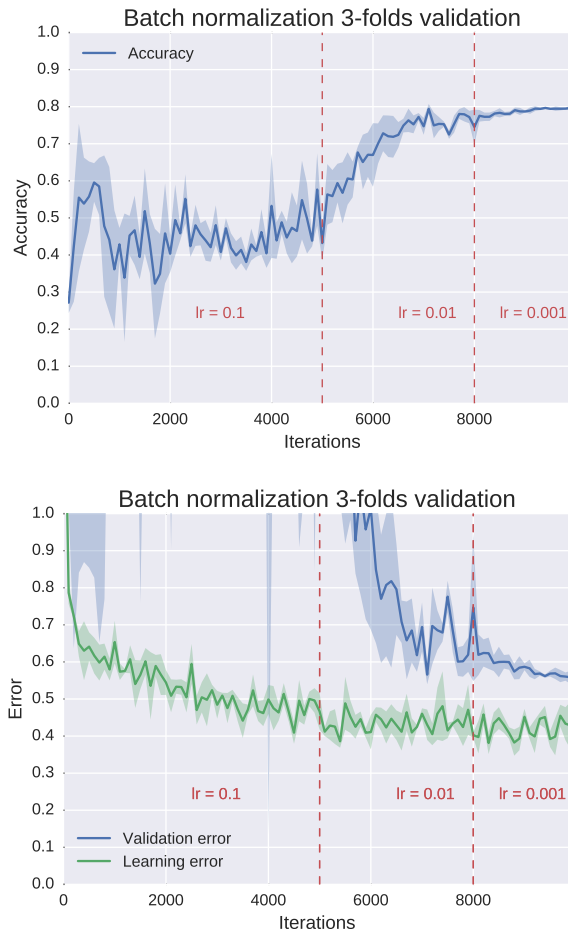 Batch normalization 3-folds validation
1.0
0.9
0.8
0.7
0.6
0.5
0.4
0.3
0.2
0.1
0.0
Accuracy
Accuracy
lr = 0.1
lr = 0.01
lr = 0.001
0
2000
4000
6000
8000
Iterations
Batch normalization 3-folds validation
1.0
0.9
0.8
0.7
0.6
0.5
0.4
0.3
0.2
0.1
0.0
Error
lr = 0.1
lr = 0.01
lr = 0.001
Validation error
Learning error
0
2000
4000
6000
8000
Iterations